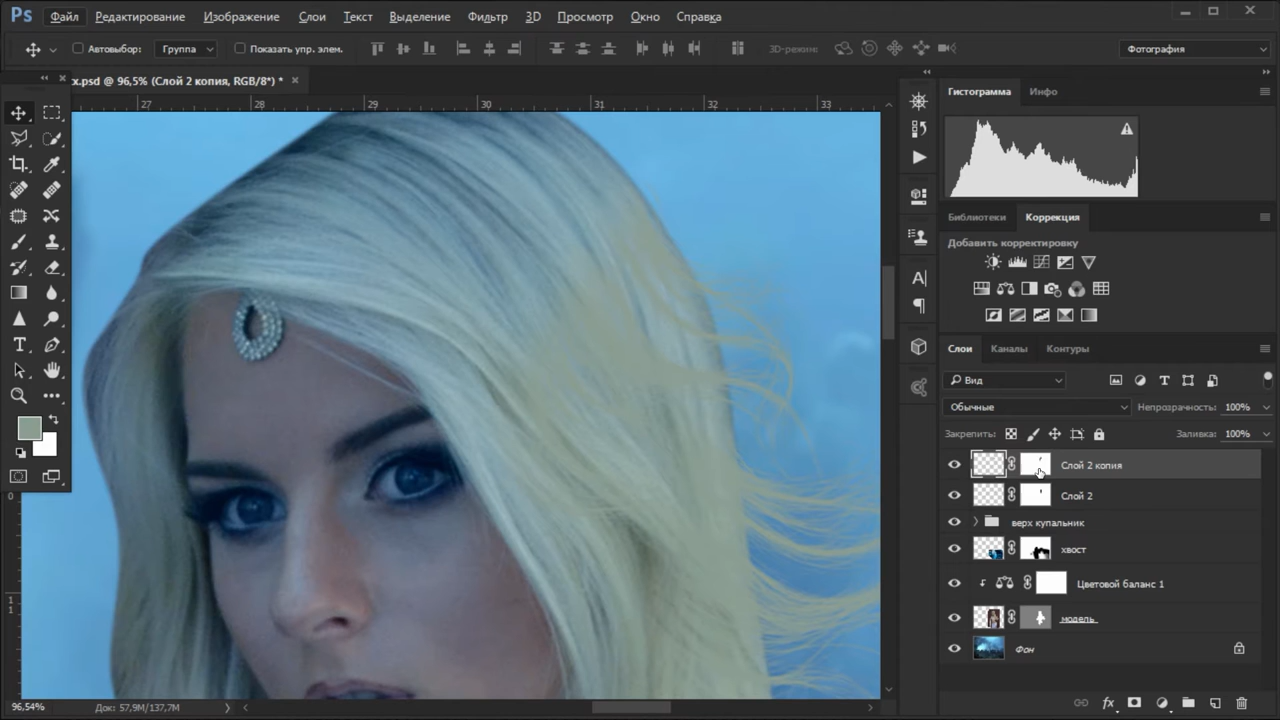 Ps Файл Редактирование Изображение Слои Текст Выделение Фильтр 3D Просмотр Окно Справка
Автовыбор: Группа Показать упр. элем. 3D-режим: Фотография
x.psd @ 96,5% (Слой 2 копия, RGB/8*) *
27 28 29 30 31 32 33
Гистограмма Инфо
Библиотеки Коррекция
Добавить корректировку
Слои Каналы Контуры
Вид
Обычные Непрозрачность: 100%
Закрепить: Заливка: 100%
Слой 2 копия
Слой 2
верх купальник
хвост
Цветовой баланс 1
модель
Фон
96,54% Док: 57,9M/137,7M